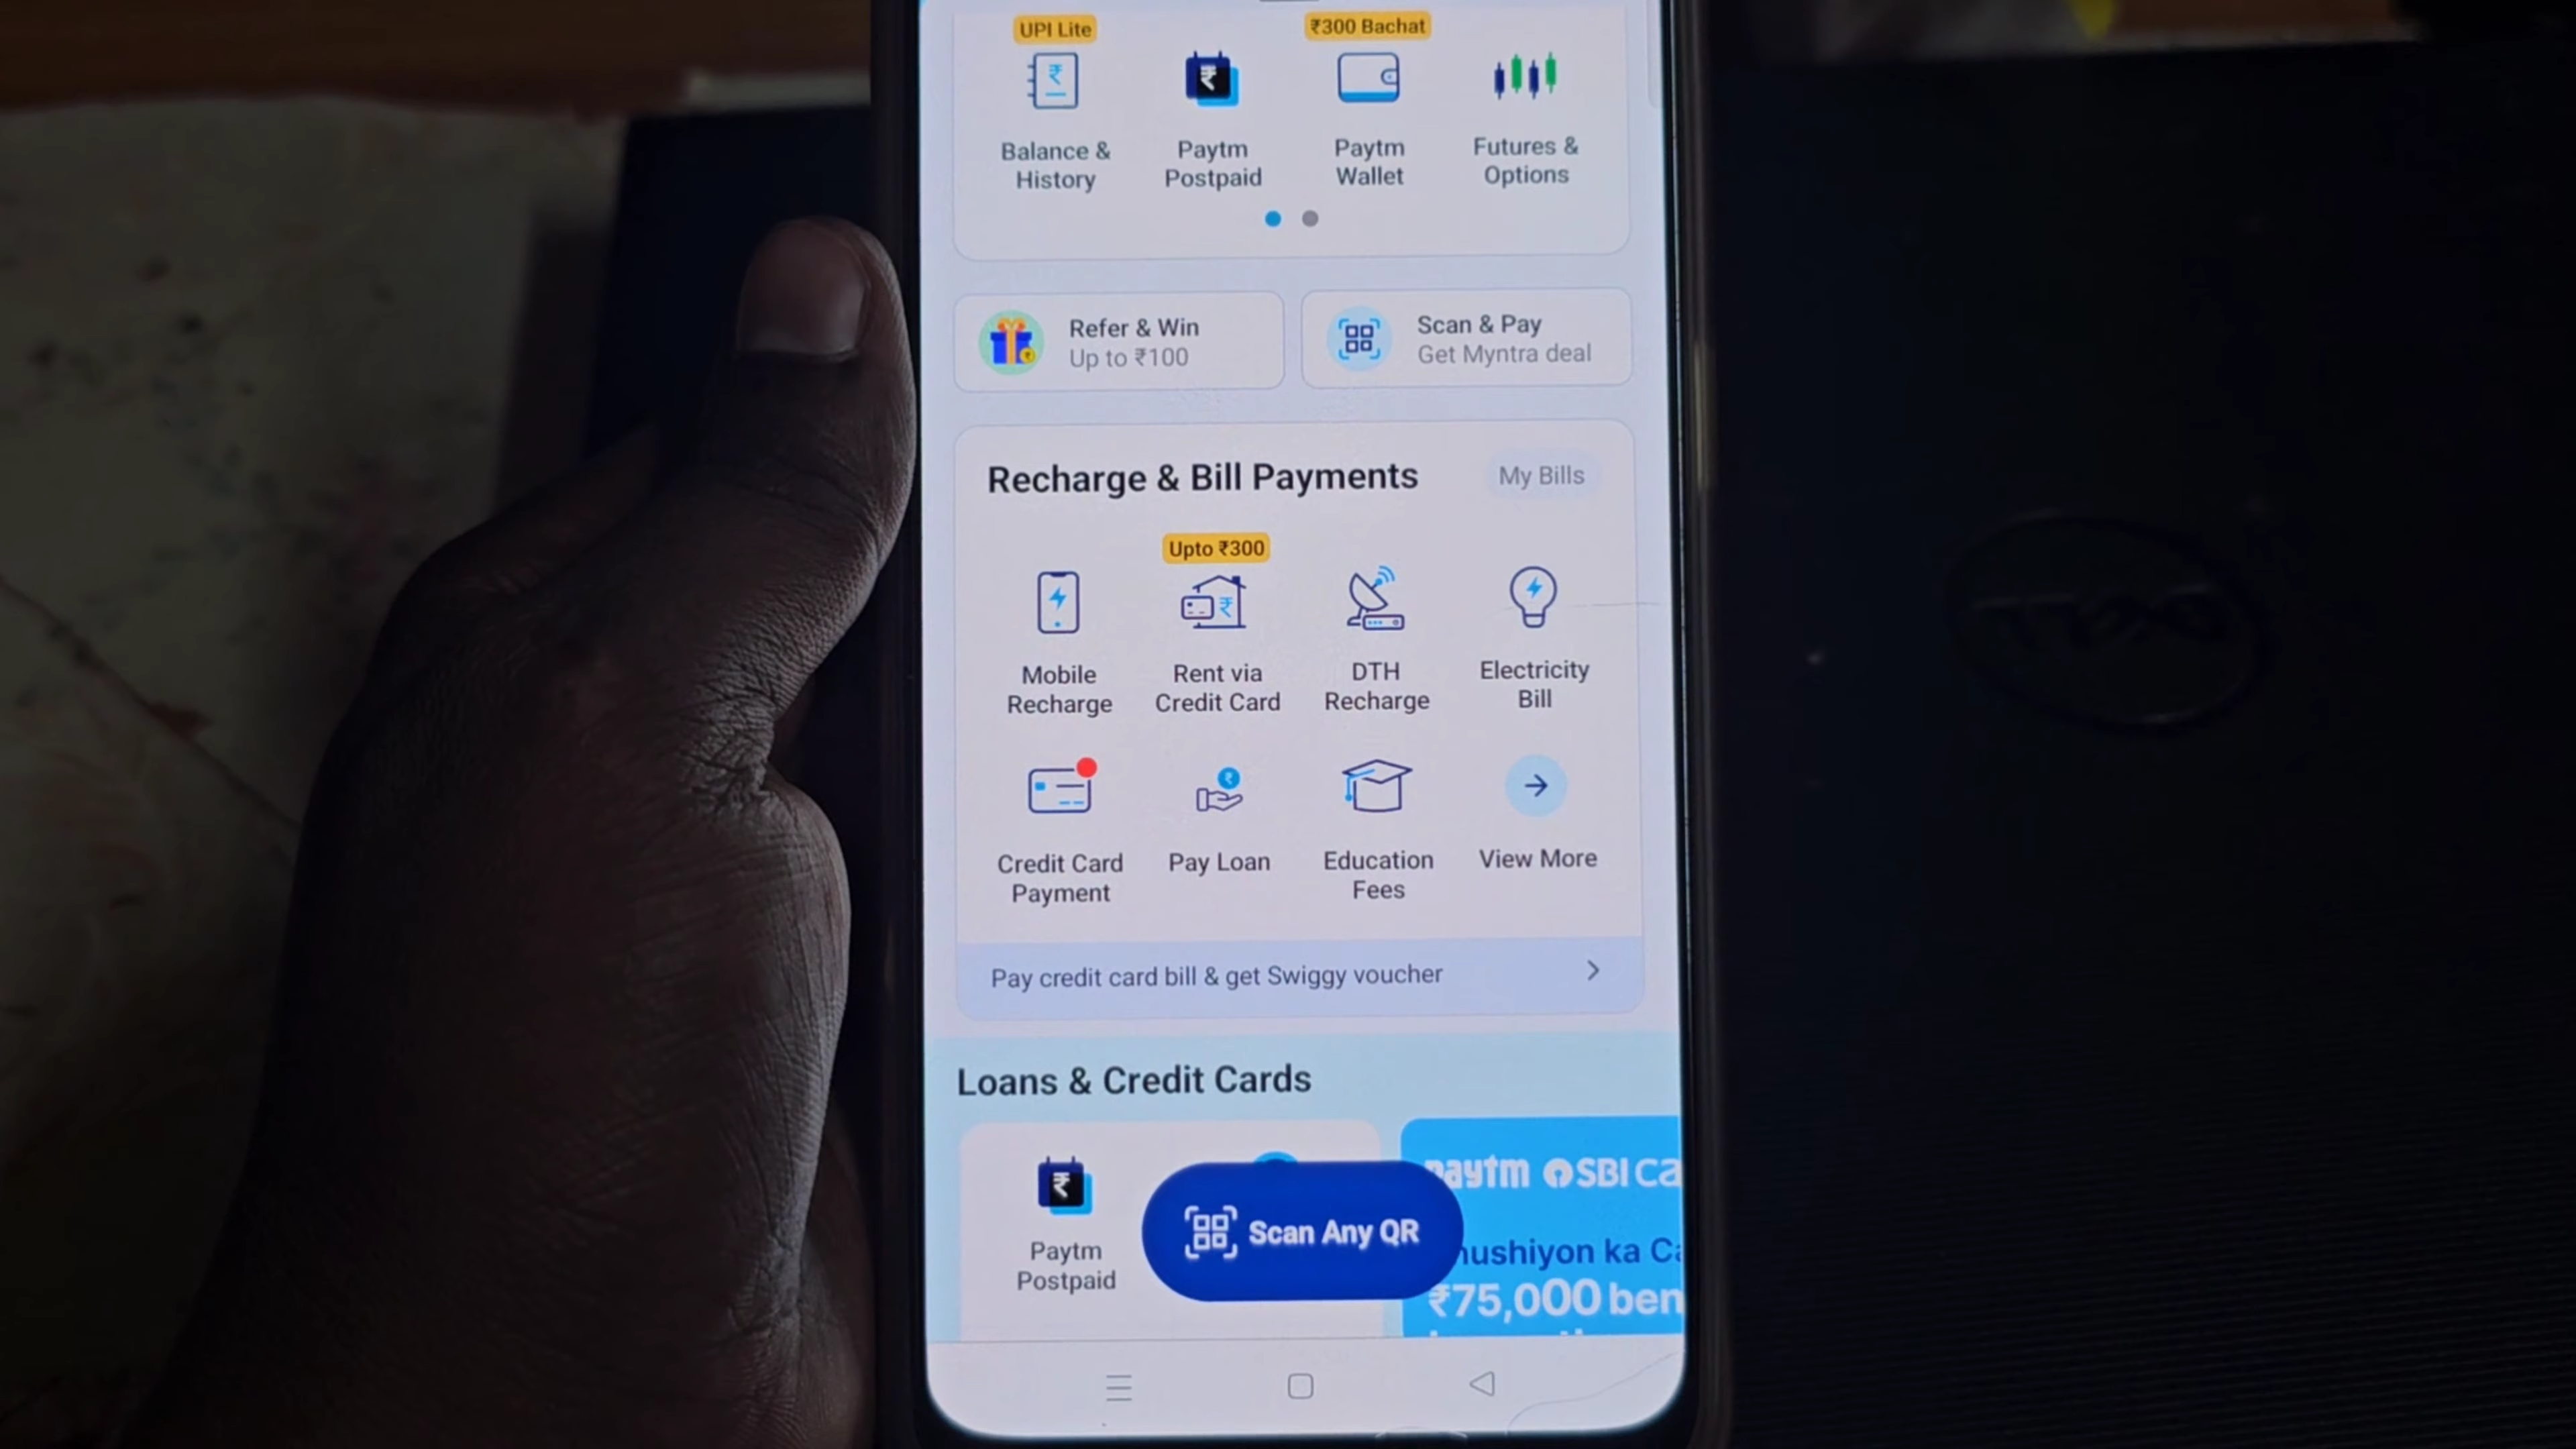 UPI Lite
₹300 Bachat
Balance &
History
Paytm
Postpaid
Paytm
Wallet
Futures &
Options
Refer & Win
Up to ₹100
Scan & Pay
Get Myntra deal
Recharge & Bill Payments
My Bills
Upto ₹300
Mobile
Recharge
Rent via
Credit Card
DTH
Recharge
Electricity
Bill
Credit Card
Payment
Pay Loan
Education
Fees
View More
Pay credit card bill & get Swiggy voucher
Loans & Credit Cards
Paytm
Postpaid
Scan Any QR
paytm SBI Ca
hushiyon ka Ca
₹75,000 ben